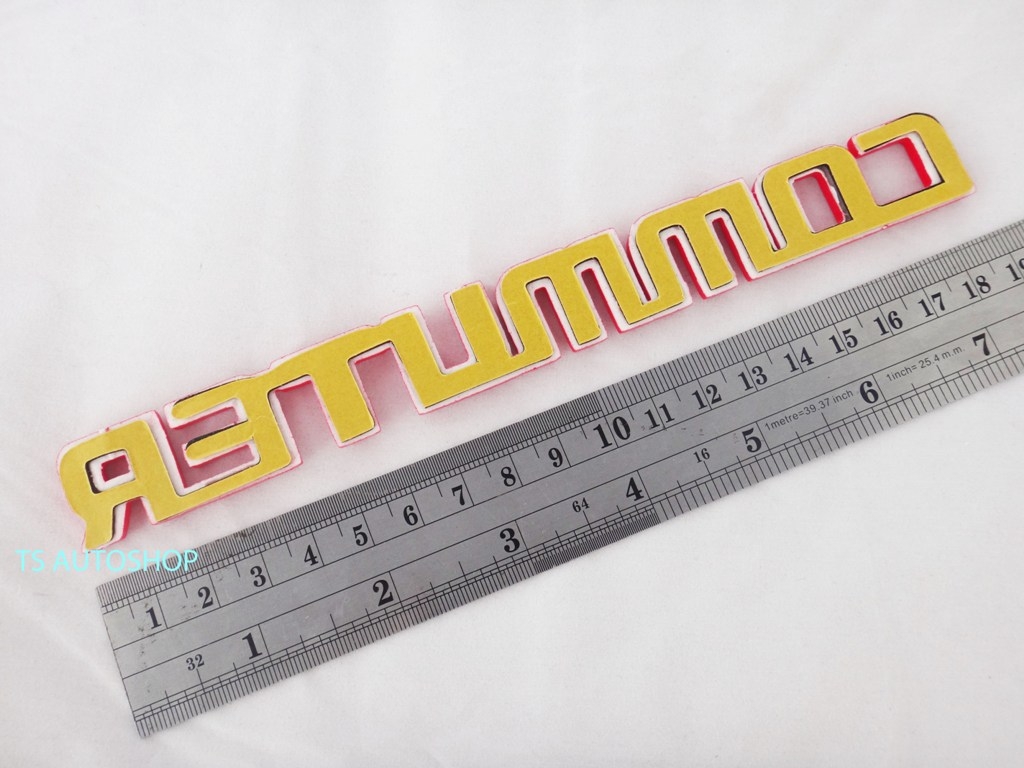 COMMUTER
TS AUTOSHOP
1 2 3 4 5 6 7 8 9 10 11 12 13 14 15 16 17 18 19
1metre=39.37 inch 1inch=25.4 m.m.
32 1 2 3 64 4 16 5 6 7